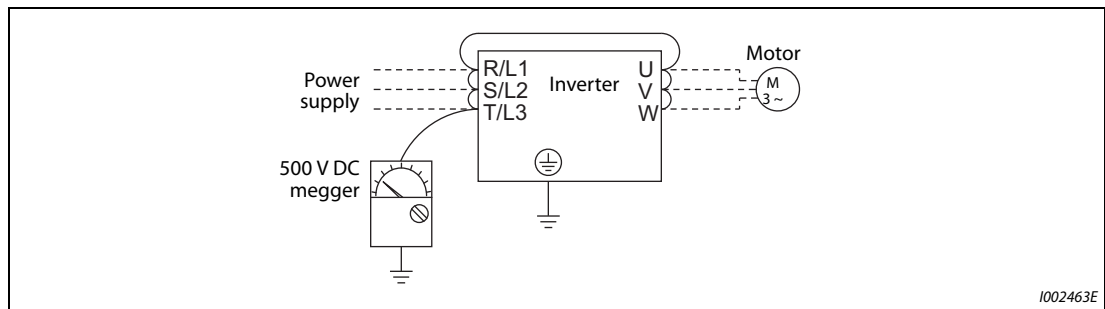 Motor
Power
supply
R/L1
S/L2
T/L3
Inverter
U
V
W
M
3 ~
500 V DC
megger
I002463E